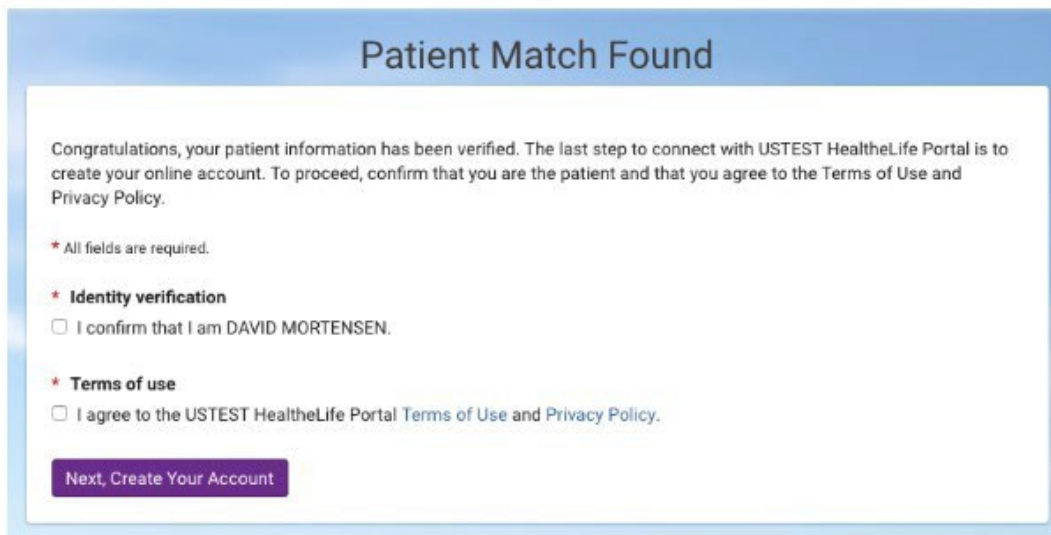 Patient Match Found
Congratulations, your patient information has been verified. The last step to connect with USTEST HealtheLife Portal is to
create your online account. To proceed, confirm that you are the patient and that you agree to the Terms of Use and
Privacy Policy.
* All fields are required.
* Identity verification
I confirm that I am DAVID MORTENSEN.
* Terms of use
I agree to the USTEST HealtheLife Portal Terms of Use and Privacy Policy.
Next, Create Your Account